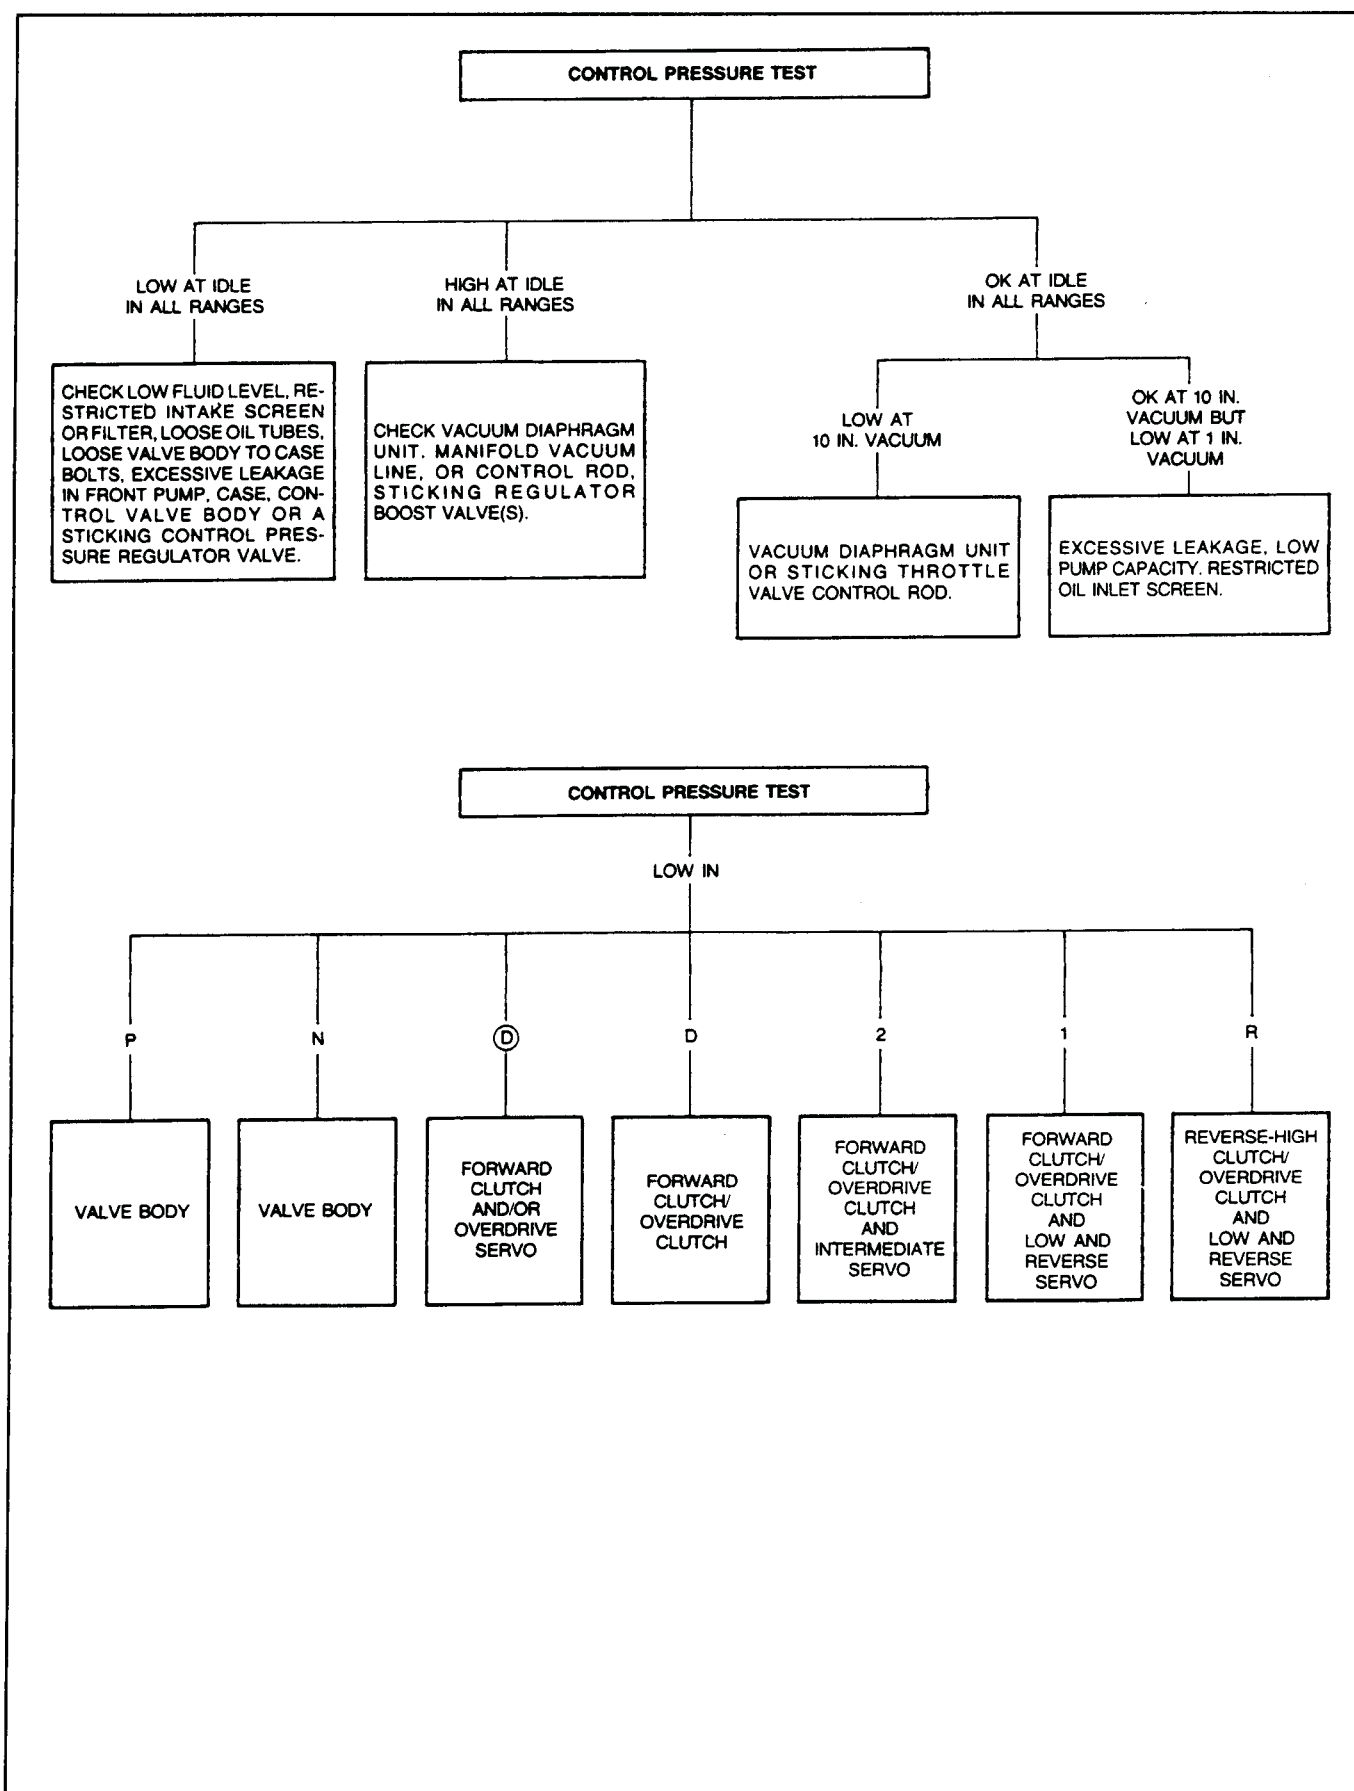 CONTROL PRESSURE TEST
LOW AT IDLE
IN ALL RANGES
HIGH AT IDLE
IN ALL RANGES
OK AT IDLE
IN ALL RANGES
CHECK LOW FLUID LEVEL, RE-
STRICTED INTAKE SCREEN
OR FILTER, LOOSE OIL TUBES,
LOOSE VALVE BODY TO CASE
BOLTS, EXCESSIVE LEAKAGE
IN FRONT PUMP, CASE, CON-
TROL VALVE BODY OR A
STICKING CONTROL PRES-
SURE REGULATOR VALVE.
CHECK VACUUM DIAPHRAGM
UNIT. MANIFOLD VACUUM
LINE, OR CONTROL ROD,
STICKING REGULATOR
BOOST VALVE(S).
LOW AT
10 IN. VACUUM
OK AT 10 IN.
VACUUM BUT
LOW AT 1 IN.
VACUUM
VACUUM DIAPHRAGM UNIT
OR STICKING THROTTLE
VALVE CONTROL ROD.
EXCESSIVE LEAKAGE, LOW
PUMP CAPACITY. RESTRICTED
OIL INLET SCREEN.
CONTROL PRESSURE TEST
LOW IN
P
N
Ⓓ
D
2
1
R
VALVE BODY
VALVE BODY
FORWARD
CLUTCH
AND/OR
OVERDRIVE
SERVO
FORWARD
CLUTCH/
OVERDRIVE
CLUTCH
FORWARD
CLUTCH/
OVERDRIVE
CLUTCH
AND
INTERMEDIATE
SERVO
FORWARD
CLUTCH/
OVERDRIVE
CLUTCH
AND
LOW AND
REVERSE
SERVO
REVERSE-HIGH
CLUTCH/
OVERDRIVE
CLUTCH
AND
LOW AND
REVERSE
SERVO